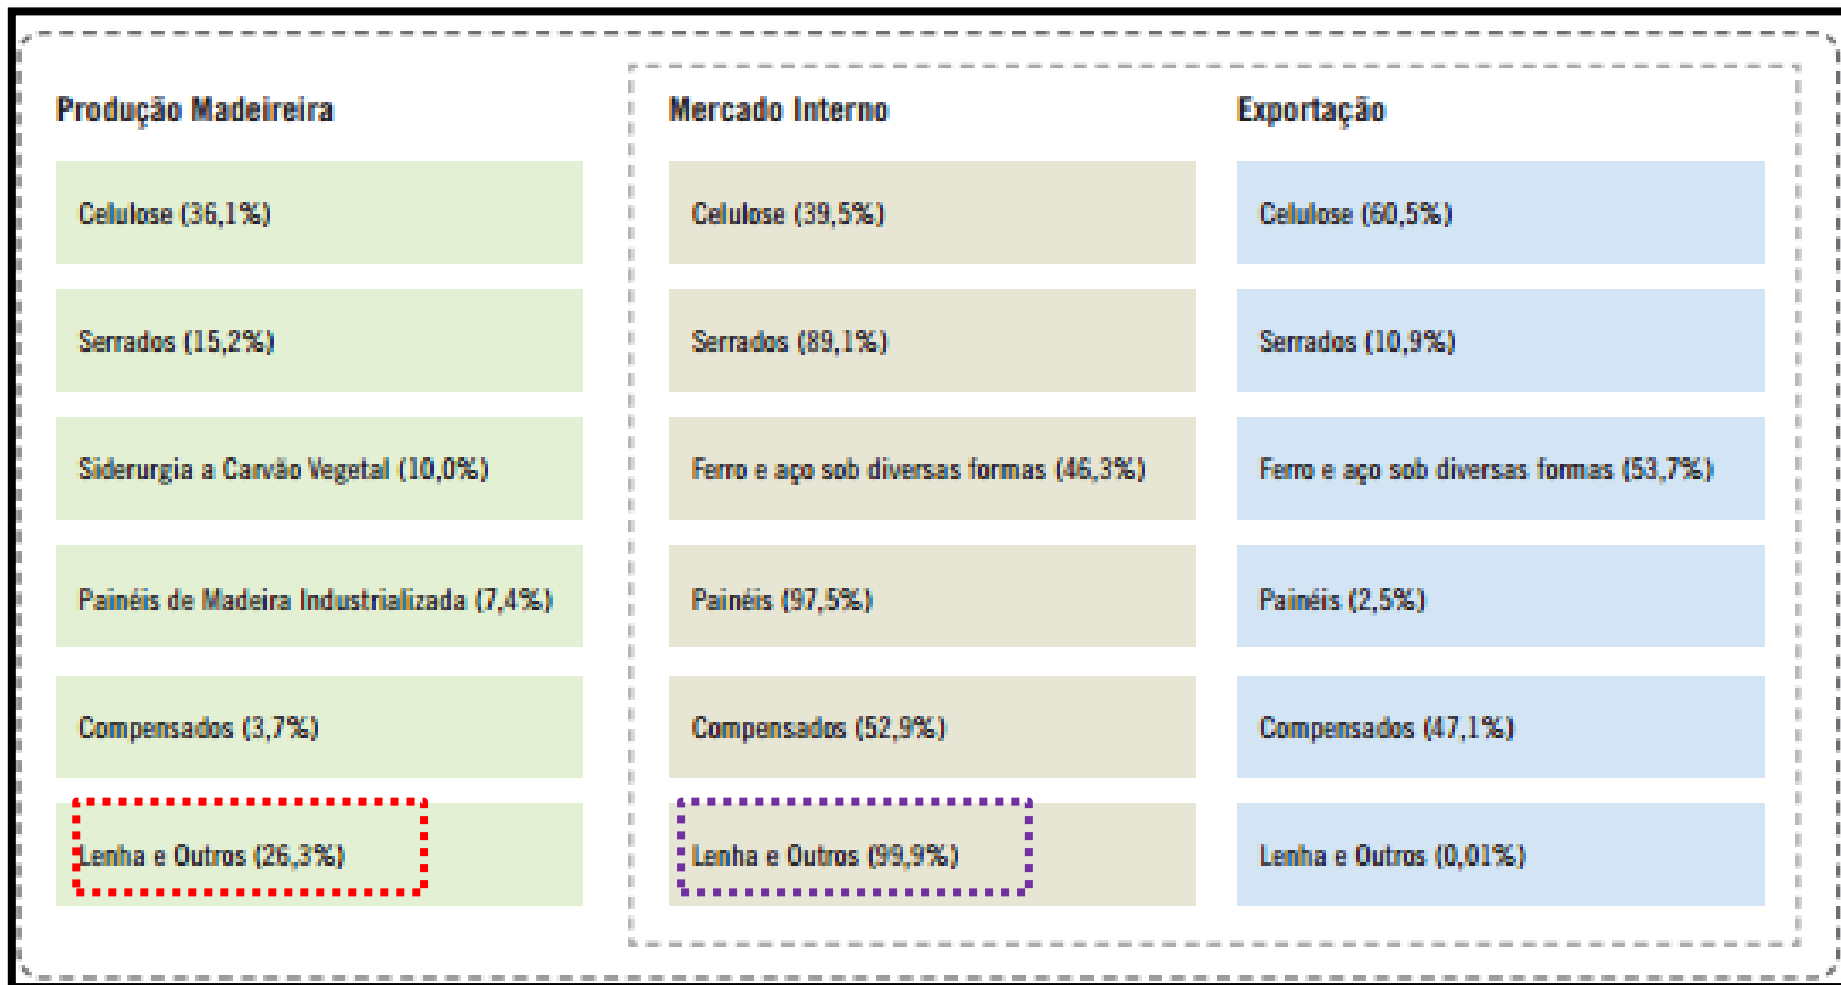 Produção Madeireira
Mercado Interno
Exportação
Celulose (36,1%)
Celulose (39,5%)
Celulose (60,5%)
Serrados (15,2%)
Serrados (89,1%)
Serrados (10,9%)
Siderurgia a Carvão Vegetal (10,0%)
Ferro e aço sob diversas formas (46,3%)
Ferro e aço sob diversas formas (53,7%)
Painéis de Madeira Industrializada (7,4%)
Painéis (97,5%)
Painéis (2,5%)
Compensados (3,7%)
Compensados (52,9%)
Compensados (47,1%)
Lenha e Outros (26,3%)
Lenha e Outros (99,9%)
Lenha e Outros (0,01%)